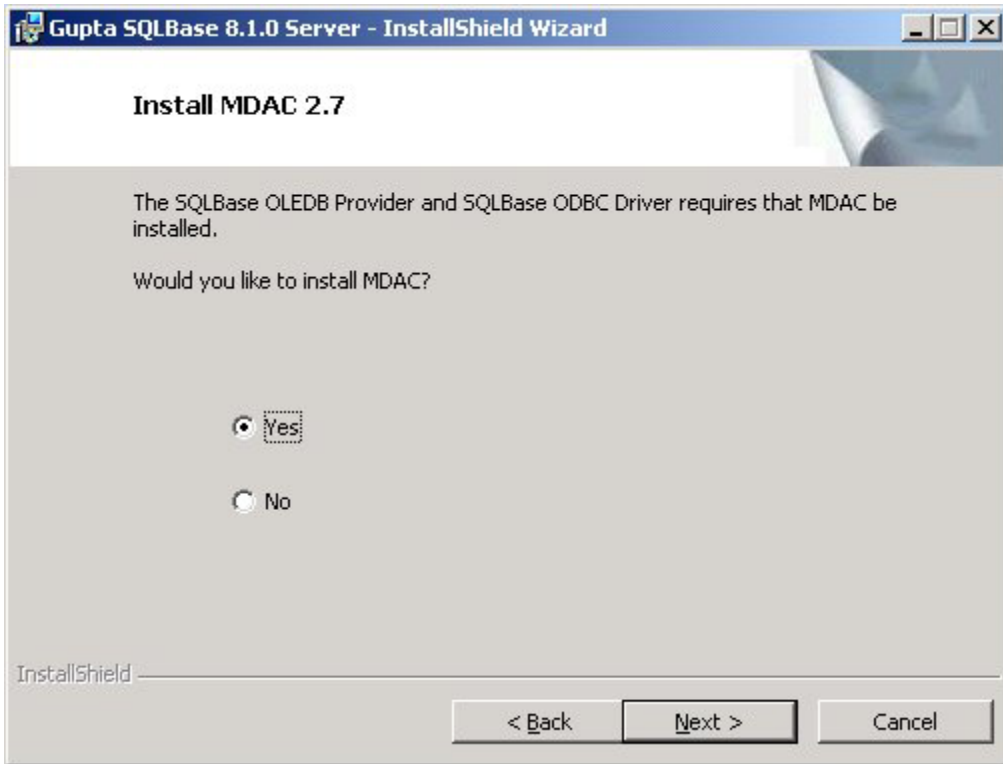 Gupta SQLBase 8.1.0 Server - InstallShield Wizard
Install MDAC 2.7
The SQLBase OLEDB Provider and SQLBase ODBC Driver requires that MDAC be
installed.
Would you like to install MDAC?
Yes
No
InstallShield
< Back Next > Cancel